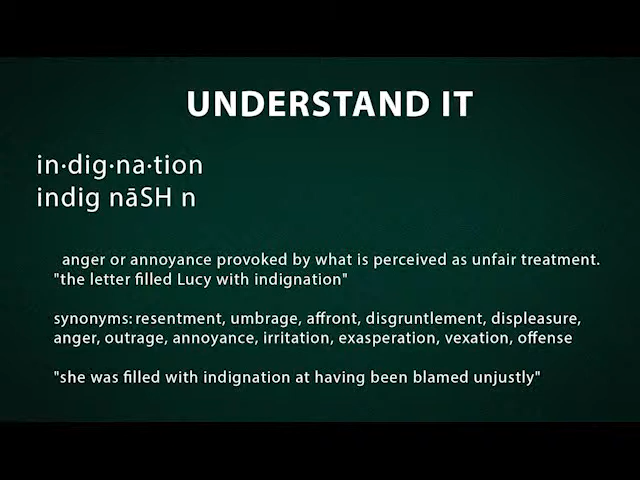 UNDERSTAND IT
in·dig·na·tion
indig nāSH n
anger or annoyance provoked by what is perceived as unfair treatment.
"the letter filled Lucy with indignation"
synonyms: resentment, umbrage, affront, disgruntlement, displeasure,
anger, outrage, annoyance, irritation, exasperation, vexation, offense
"she was filled with indignation at having been blamed unjustly"